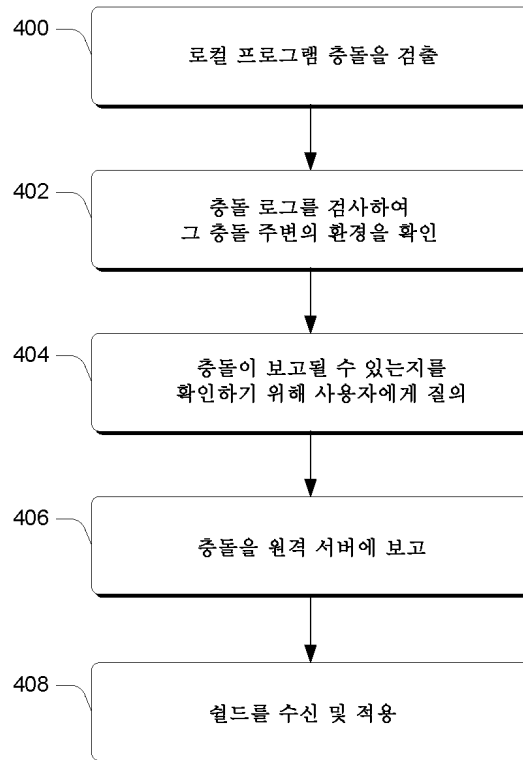 400
로컬 프로그램 충돌을 검출
402
충돌 로그를 검사하여
그 충돌 주변의 환경을 확인
404
충돌이 보고될 수 있는지를
확인하기 위해 사용자에게 질의
406
충돌을 원격 서버에 보고
408
쉴드를 수신 및 적용